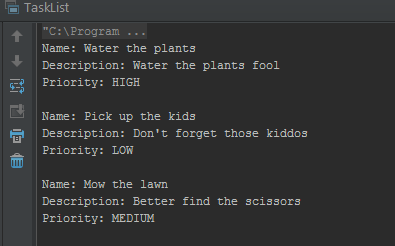 TaskList
"C:\Program ...
Name: Water the plants
Description: Water the plants fool
Priority: HIGH
Name: Pick up the kids
Description: Don't forget those kiddos
Priority: LOW
Name: Mow the lawn
Description: Better find the scissors
Priority: MEDIUM